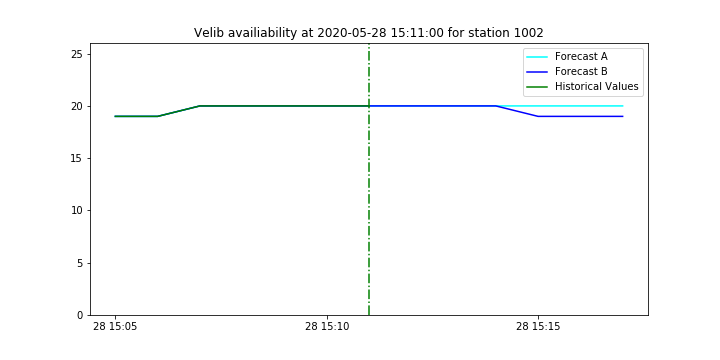 Velib availiability at 2020-05-28 15:11:00 for station 1002
25
20
15
10
5
0
Forecast A
Forecast B
Historical Values
28 15:05
28 15:10
28 15:15